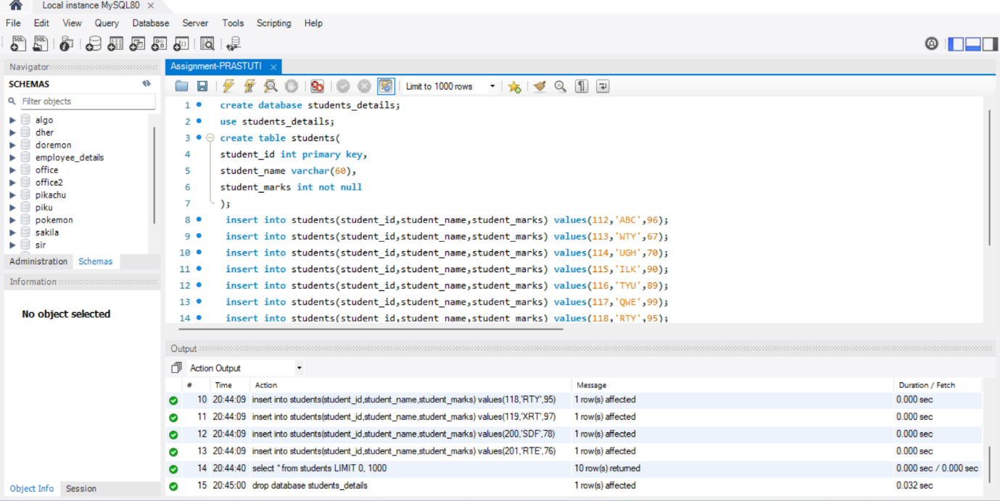 Local instance MySQL80 ×
File Edit View Query Database Server Tools Scripting Help
Navigator
SCHEMAS
Filter objects
algo
dher
doremon
employee_details
office
office2
pikachu
piku
pokemon
sakila
sir
Administration Schemas
Information
No object selected
Object Info Session
Assignment-PRASTUTI ×
Limit to 1000 rows
1 create database students_details;
2 use students_details;
3 create table students(
4 student_id int primary key,
5 student_name varchar(60),
6 student_marks int not null
7 );
8 insert into students(student_id,student_name,student_marks) values(112,'ABC',96);
9 insert into students(student_id,student_name,student_marks) values(113,'WTY',67);
10 insert into students(student_id,student_name,student_marks) values(114,'UGH',70);
11 insert into students(student_id,student_name,student_marks) values(115,'ILK',90);
12 insert into students(student_id,student_name,student_marks) values(116,'TYU',89);
13 insert into students(student_id,student_name,student_marks) values(117,'QWE',99);
14 insert into students(student_id,student_name,student_marks) values(118,'RTY',95);
Output
Action Output
# Time Action Message Duration / Fetch
10 20:44:09 insert into students(student_id,student_name,student_marks) values(118,'RTY',95) 1 row(s) affected 0.000 sec
11 20:44:09 insert into students(student_id,student_name,student_marks) values(119,'XRT',97) 1 row(s) affected 0.000 sec
12 20:44:09 insert into students(student_id,student_name,student_marks) values(200,'SDF',78) 1 row(s) affected 0.000 sec
13 20:44:09 insert into students(student_id,student_name,student_marks) values(201,'RTE',76) 1 row(s) affected 0.000 sec
14 20:44:40 select * from students LIMIT 0, 1000 10 row(s) returned 0.000 sec / 0.000 sec
15 20:45:00 drop database students_details 1 row(s) affected 0.032 sec